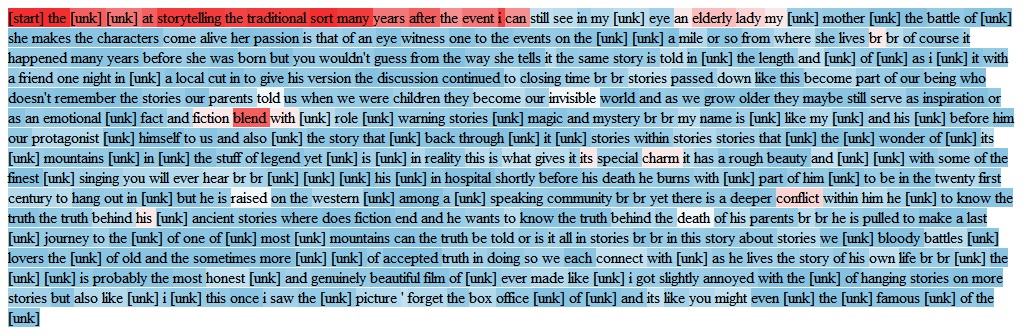 [start] the [unk] [unk] at storytelling the traditional sort many years after the event i can still see in my [unk] eye an elderly lady my [unk] mother [unk] the battle of [unk]
she makes the characters come alive her passion is that of an eye witness one to the events on the [unk] [unk] a mile or so from where she lives br br of course it
happened many years before she was born but you wouldn't guess from the way she tells it the same story is told in [unk] the length and [unk] of [unk] as i [unk] it with
a friend one night in [unk] a local cut in to give his version the discussion continued to closing time br br stories passed down like this become part of our being who
doesn't remember the stories our parents told us when we were children they become our invisible world and as we grow older they maybe still serve as inspiration or
as an emotional [unk] fact and fiction blend with [unk] role [unk] warning stories [unk] magic and mystery br br my name is [unk] like my [unk] and his [unk] before him
our protagonist [unk] himself to us and also [unk] the story that [unk] back through [unk] it [unk] stories within stories stories that [unk] the [unk] wonder of [unk] its
[unk] mountains [unk] in [unk] the stuff of legend yet [unk] is [unk] in reality this is what gives it its special charm it has a rough beauty and [unk] [unk] with some of the
finest [unk] singing you will ever hear br br [unk] [unk] [unk] his [unk] in hospital shortly before his death he burns with [unk] part of him [unk] to be in the twenty first
century to hang out in [unk] but he is raised on the western [unk] among a [unk] speaking community br br yet there is a deeper conflict within him he [unk] to know the
truth the truth behind his [unk] ancient stories where does fiction end and he wants to know the truth behind the death of his parents br br he is pulled to make a last
[unk] journey to the [unk] of one of [unk] most [unk] mountains can the truth be told or is it all in stories br br in this story about stories we [unk] bloody battles [unk]
lovers the [unk] of old and the sometimes more [unk] of accepted truth in doing so we each connect with [unk] as he lives the story of his own life br br the [unk]
the [unk] [unk] is probably the most honest [unk] and genuinely beautiful film of [unk] ever made like [unk] i got slightly annoyed with the [unk] of hanging stories on more
stories but also like [unk] i [unk] this once i saw the [unk] picture ' forget the box office [unk] of [unk] and its like you might even [unk] the [unk] famous [unk] of the
[unk]